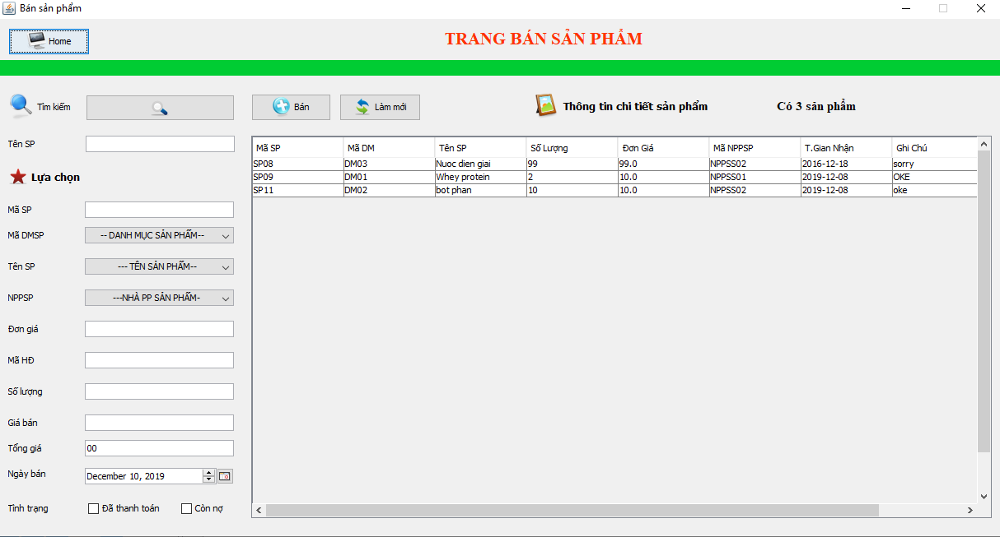 Bán sản phẩm
Home
TRANG BÁN SẢN PHẨM
Tìm kiếm
Bán
Làm mới
Thông tin chi tiết sản phẩm
Có 3 sản phẩm
Tên SP
Lựa chọn
Mã SP
Mã DMSP
-- DANH MỤC SẢN PHẨM--
Tên SP
--- TÊN SẢN PHẨM--
NPPSP
---NHÀ PP SẢN PHẨM-
Đơn giá
Mã HĐ
Số lượng
Giá bán
Tổng giá
00
Ngày bán
December 10, 2019
Tình trạng
Đã thanh toán
Còn nợ
Mã SP Mã DM Tên SP Số Lượng Đơn Giá Mã NPPSP T.Gian Nhận Ghi Chú
SP08 DM03 Nuoc dien giai 99 99.0 NPPSS02 2016-12-18 sorry
SP09 DM01 Whey protein 2 10.0 NPPSS01 2019-12-08 OKE
SP11 DM02 bot phan 10 10.0 NPPSS02 2019-12-08 oke